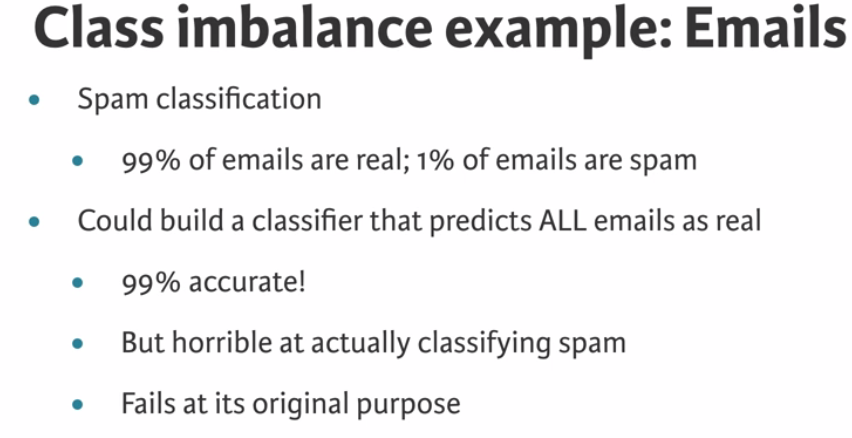 Class imbalance example: Emails
• Spam classification
• 99% of emails are real; 1% of emails are spam
• Could build a classifier that predicts ALL emails as real
• 99% accurate!
• But horrible at actually classifying spam
• Fails at its original purpose